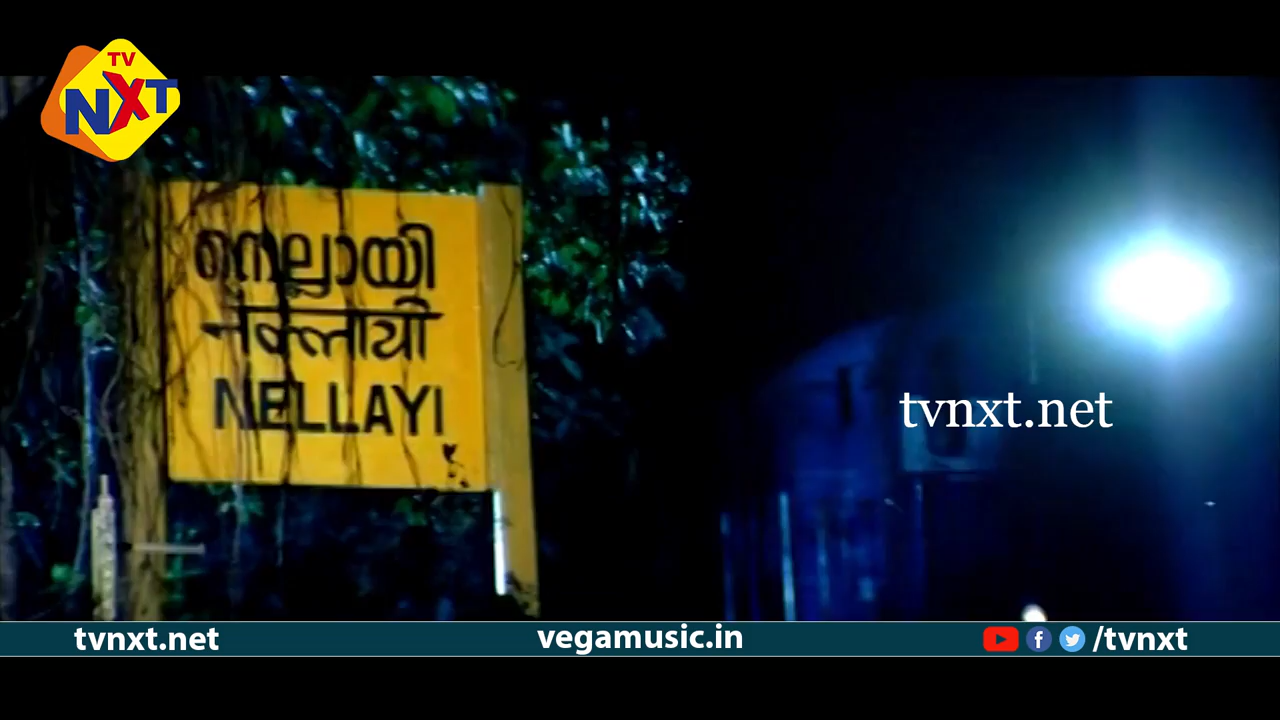 TV
NXT
നെല്ലായി
NELLAYI
tvnxt.net
tvnxt.net
vegamusic.in
/tvnxt